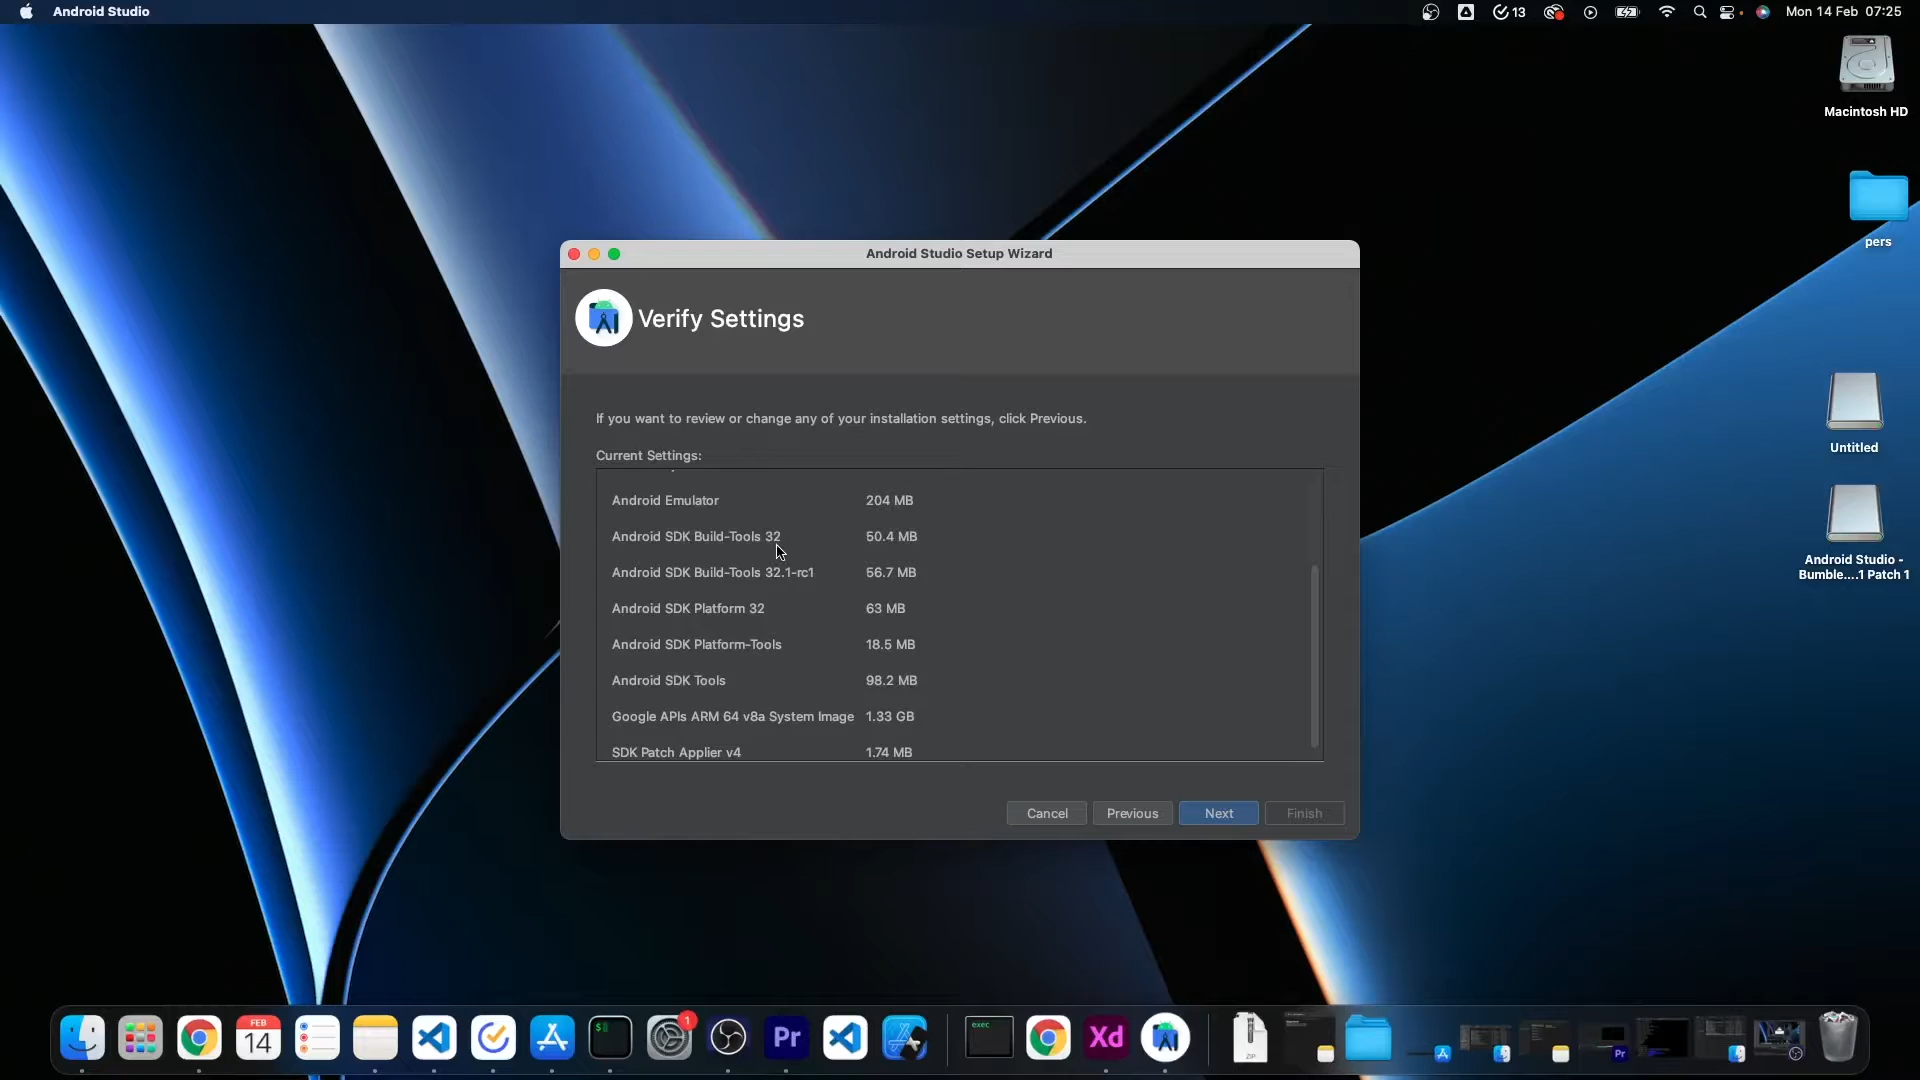 Android Studio
13
Mon 14 Feb 07:25
Macintosh HD
pers
Untitled
Android Studio -
Bumble....1 Patch 1
Android Studio Setup Wizard
Verify Settings
If you want to review or change any of your installation settings, click Previous.
Current Settings:
Android Emulator 204 MB
Android SDK Build-Tools 32 50.4 MB
Android SDK Build-Tools 32.1-rc1 56.7 MB
Android SDK Platform 32 63 MB
Android SDK Platform-Tools 18.5 MB
Android SDK Tools 98.2 MB
Google APIs ARM 64 v8a System Image 1.33 GB
SDK Patch Applier v4 1.74 MB
Cancel
Previous
Next
Finish
FEB
14
$
1
Pr
exec
Xd
ZIP
Pr